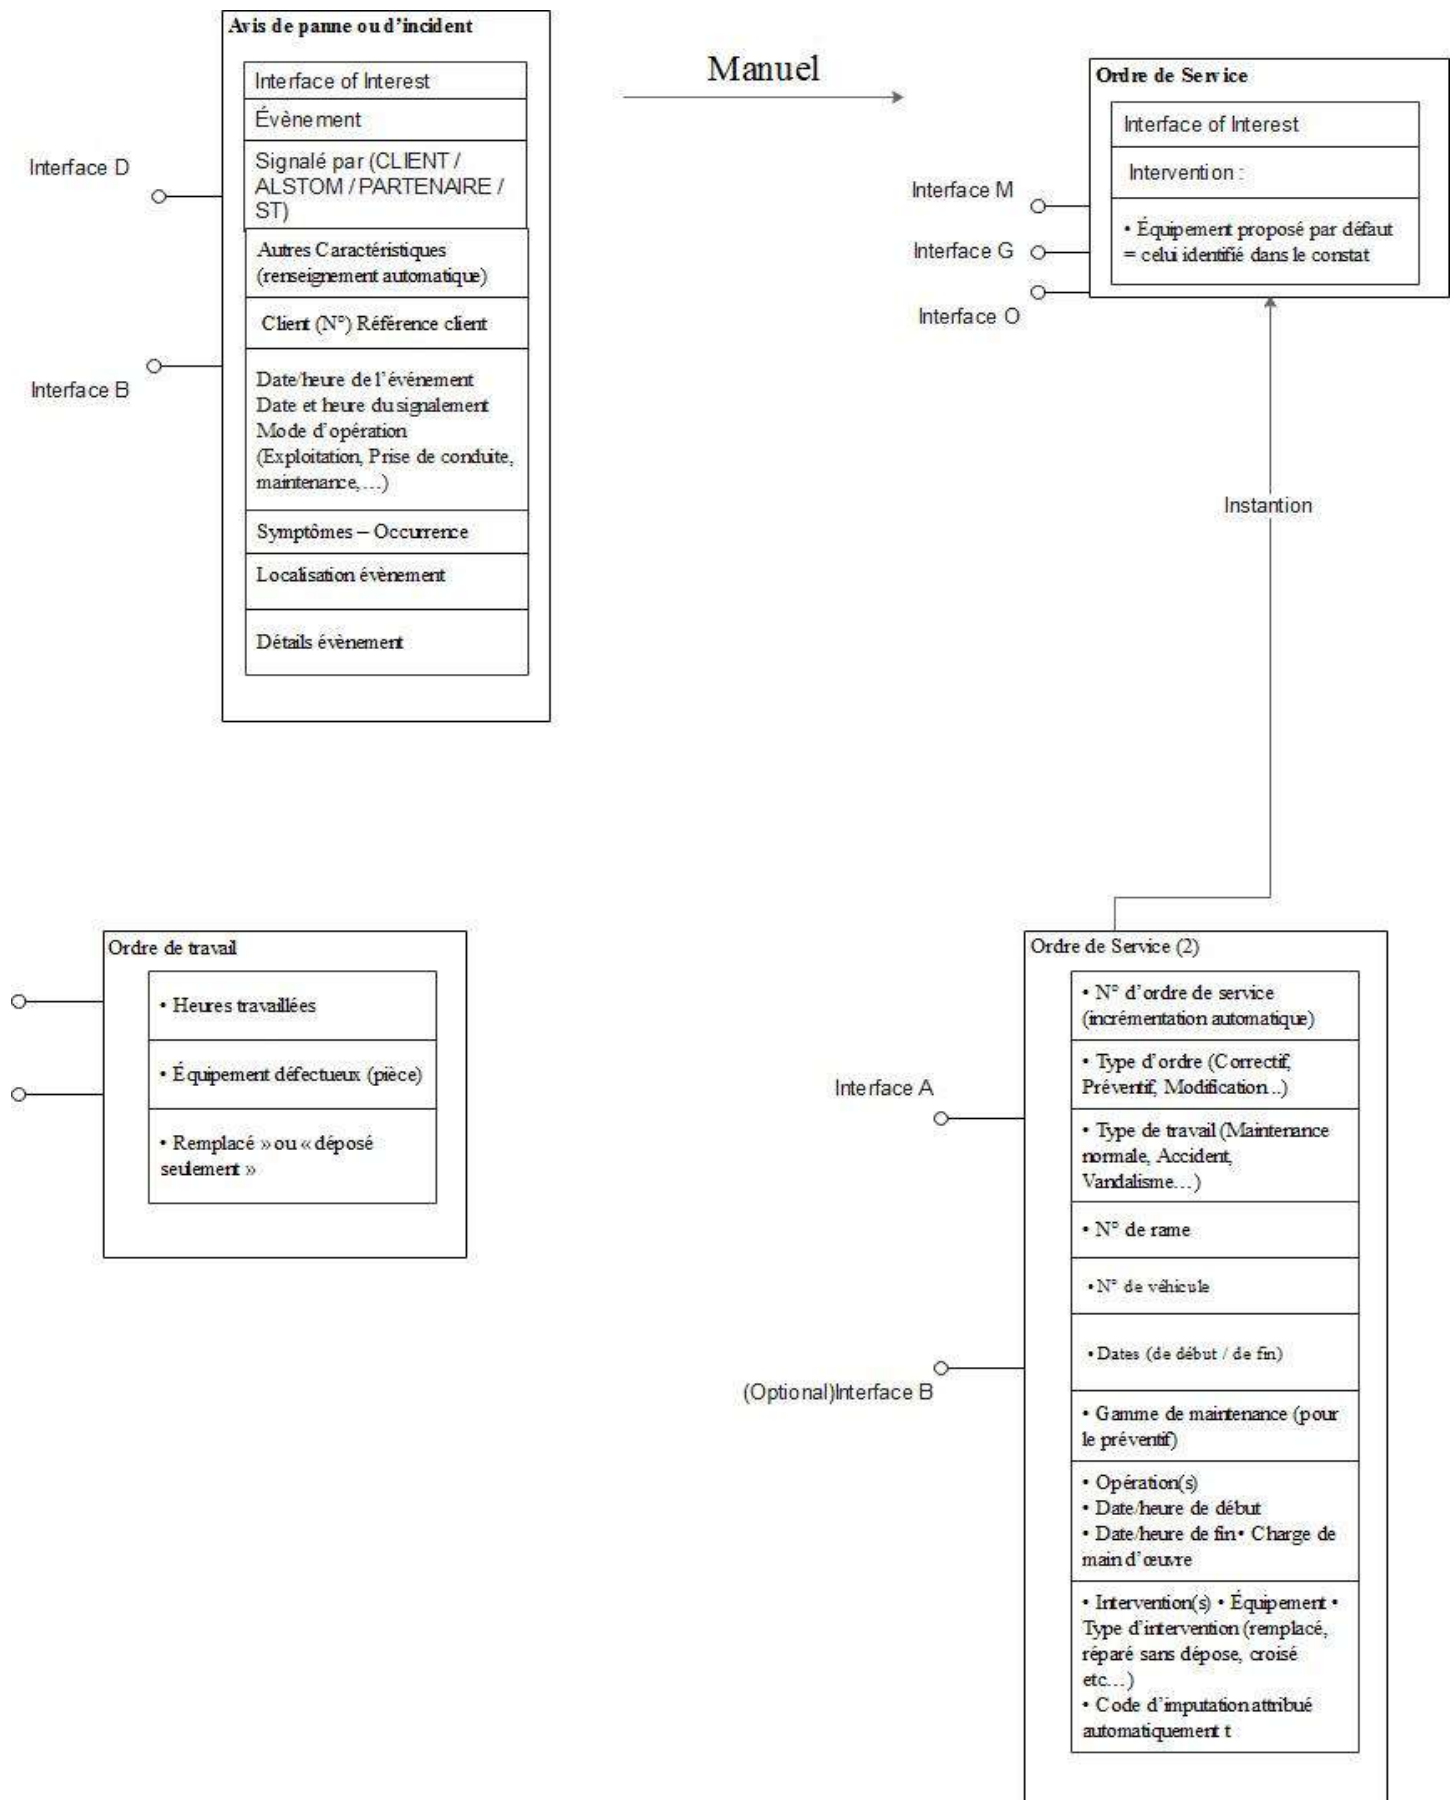 Avis de panne ou d'incident
Interface of Interest
Évènement
Signalé par (CLIENT /
ALSTOM / PARTENAIRE /
ST)
Autres Caractéristiques
(renseignement automatique)
Client (N°) Référence client
Date/heure de l'événement
Date et heure du signalement
Mode d'opération
(Exploitation, Prise de conduite,
maintenance,…)
Symptômes – Occurrence
Localisation évènement
Détails évènement
Interface D
Interface B
Manuel
Ordre de Service
Interface of Interest
Intervention :
• Équipement proposé par défaut
= celui identifié dans le constat
Interface M
Interface G
Interface O
Instantion
Ordre de travail
• Heures travaillées
• Équipement défectueux (pièce)
• Remplacé » ou « déposé
seulement »
Ordre de Service (2)
• N° d'ordre de service
(incrémentation automatique)
• Type d'ordre (Correctif,
Préventif, Modification...)
• Type de travail (Maintenance
normale, Accident,
Vandalisme…)
• N° de rame
• N° de véhicule
• Dates (de début / de fin)
• Gamme de maintenance (pour
le préventif)
• Opération(s)
• Date/heure de début
• Date/heure de fin • Charge de
main d'œuvre
• Intervention(s) • Équipement •
Type d'intervention (remplacé,
réparé sans dépose, croisé
etc…)
• Code d'imputation attribué
automatiquement t
Interface A
(Optional)Interface B